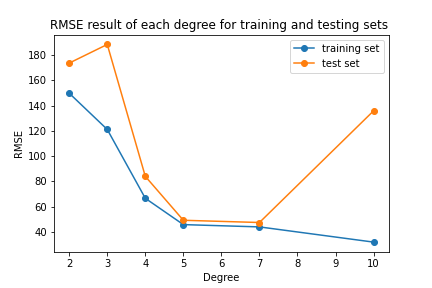 RMSE result of each degree for training and testing sets
training set
test set
RMSE
180
160
140
120
100
80
60
40
2 3 4 5 6 7 8 9 10
Degree